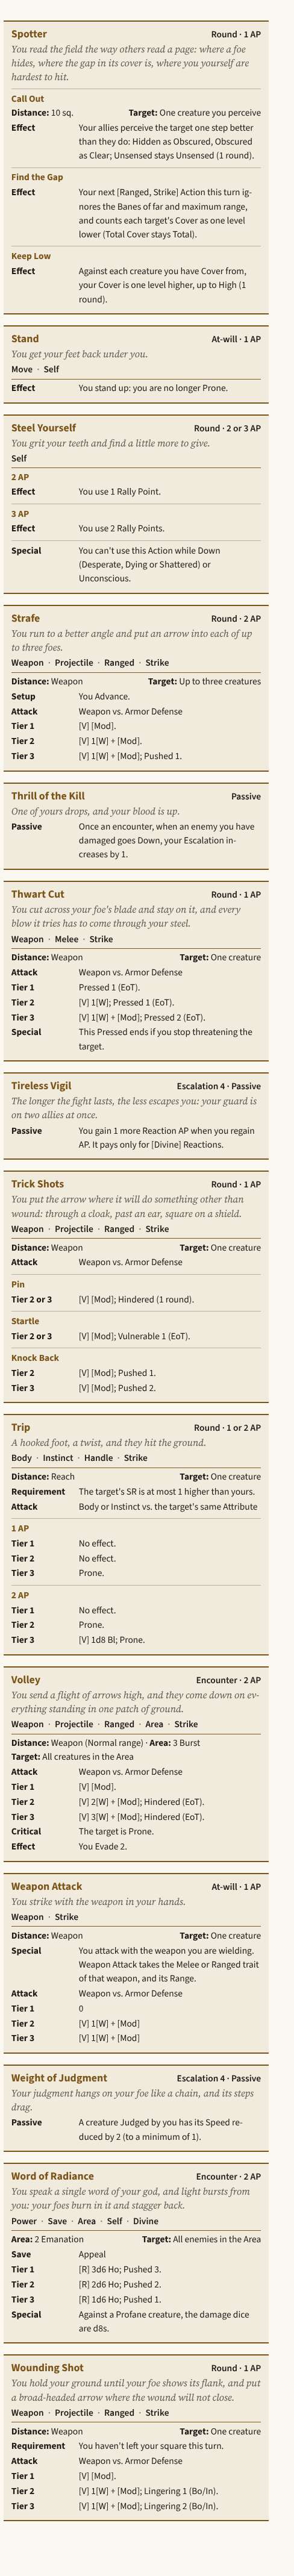 Spotter Round · 1 AP
You read the field the way others read a page: where a foe
hides, where the gap in its cover is, where you yourself are
hardest to hit.
Call Out
Distance: 10 sq. Target: One creature you perceive
Effect Your allies perceive the target one step better
than they do: Hidden as Obscured, Obscured
as Clear; Unsensed stays Unsensed (1 round).
Find the Gap
Effect Your next [Ranged, Strike] Action this turn ig-
nores the Banes of far and maximum range,
and counts each target's Cover as one level
lower (Total Cover stays Total).
Keep Low
Effect Against each creature you have Cover from,
your Cover is one level higher, up to High (1
round).
Stand At-will · 1 AP
You get your feet back under you.
Move · Self
Effect You stand up: you are no longer Prone.
Steel Yourself Round · 2 or 3 AP
You grit your teeth and find a little more to give.
Self
2 AP
Effect You use 1 Rally Point.
3 AP
Effect You use 2 Rally Points.
Special You can't use this Action while Down
(Desperate, Dying or Shattered) or
Unconscious.
Strafe Round · 2 AP
You run to a better angle and put an arrow into each of up
to three foes.
Weapon · Projectile · Ranged · Strike
Distance: Weapon Target: Up to three creatures
Setup You Advance.
Attack Weapon vs. Armor Defense
Tier 1 [V] [Mod].
Tier 2 [V] 1[W] + [Mod].
Tier 3 [V] 1[W] + [Mod]; Pushed 1.
Thrill of the Kill Passive
One of yours drops, and your blood is up.
Passive Once an encounter, when an enemy you have
damaged goes Down, your Escalation in-
creases by 1.
Thwart Cut Round · 1 AP
You cut across your foe's blade and stay on it, and every
blow it tries has to come through your steel.
Weapon · Melee · Strike
Distance: Weapon Target: One creature
Attack Weapon vs. Armor Defense
Tier 1 Pressed 1 (EoT).
Tier 2 [V] 1[W]; Pressed 1 (EoT).
Tier 3 [V] 1[W] + [Mod]; Pressed 2 (EoT).
Special This Pressed ends if you stop threatening the
target.
Tireless Vigil Escalation 4 · Passive
The longer the fight lasts, the less escapes you: your guard is
on two allies at once.
Passive You gain 1 more Reaction AP when you regain
AP. It pays only for [Divine] Reactions.
Trick Shots Round · 1 AP
You put the arrow where it will do something other than
wound: through a cloak, past an ear, square on a shield.
Weapon · Projectile · Ranged · Strike
Distance: Weapon Target: One creature
Attack Weapon vs. Armor Defense
Pin
Tier 2 or 3 [V] [Mod]; Hindered (1 round).
Startle
Tier 2 or 3 [V] [Mod]; Vulnerable 1 (EoT).
Knock Back
Tier 2 [V] [Mod]; Pushed 1.
Tier 3 [V] [Mod]; Pushed 2.
Trip Round · 1 or 2 AP
A hooked foot, a twist, and they hit the ground.
Body · Instinct · Handle · Strike
Distance: Reach Target: One creature
Requirement The target's SR is at most 1 higher than yours.
Attack Body or Instinct vs. the target's same Attribute
1 AP
Tier 1 No effect.
Tier 2 No effect.
Tier 3 Prone.
2 AP
Tier 1 No effect.
Tier 2 Prone.
Tier 3 [V] 1d8 Bl; Prone.
Volley Encounter · 2 AP
You send a flight of arrows high, and they come down on ev-
erything standing in one patch of ground.
Weapon · Projectile · Ranged · Area · Strike
Distance: Weapon (Normal range) · Area: 3 Burst
Target: All creatures in the Area
Attack Weapon vs. Armor Defense
Tier 1 [V] [Mod].
Tier 2 [V] 2[W] + [Mod]; Hindered (EoT).
Tier 3 [V] 3[W] + [Mod]; Hindered (EoT).
Critical The target is Prone.
Effect You Evade 2.
Weapon Attack At-will · 1 AP
You strike with the weapon in your hands.
Weapon · Strike
Distance: Weapon Target: One creature
Special You attack with the weapon you are wielding.
Weapon Attack takes the Melee or Ranged trait
of that weapon, and its Range.
Attack Weapon vs. Armor Defense
Tier 1 0
Tier 2 [V] 1[W] + [Mod]
Tier 3 [V] 1[W] + [Mod]
Weight of Judgment Escalation 4 · Passive
Your judgment hangs on your foe like a chain, and its steps
drag.
Passive A creature Judged by you has its Speed re-
duced by 2 (to a minimum of 1).
Word of Radiance Encounter · 2 AP
You speak a single word of your god, and light bursts from
you: your foes burn in it and stagger back.
Power · Save · Area · Self · Divine
Area: 2 Emanation Target: All enemies in the Area
Save Appeal
Tier 1 [R] 3d6 Ho; Pushed 3.
Tier 2 [R] 2d6 Ho; Pushed 2.
Tier 3 [R] 1d6 Ho; Pushed 1.
Special Against a Profane creature, the damage dice
are d8s.
Wounding Shot Round · 1 AP
You hold your ground until your foe shows its flank, and put
a broad-headed arrow where the wound will not close.
Weapon · Projectile · Ranged · Strike
Distance: Weapon Target: One creature
Requirement You haven't left your square this turn.
Attack Weapon vs. Armor Defense
Tier 1 [V] [Mod].
Tier 2 [V] 1[W] + [Mod]; Lingering 1 (Bo/In).
Tier 3 [V] 1[W] + [Mod]; Lingering 2 (Bo/In).